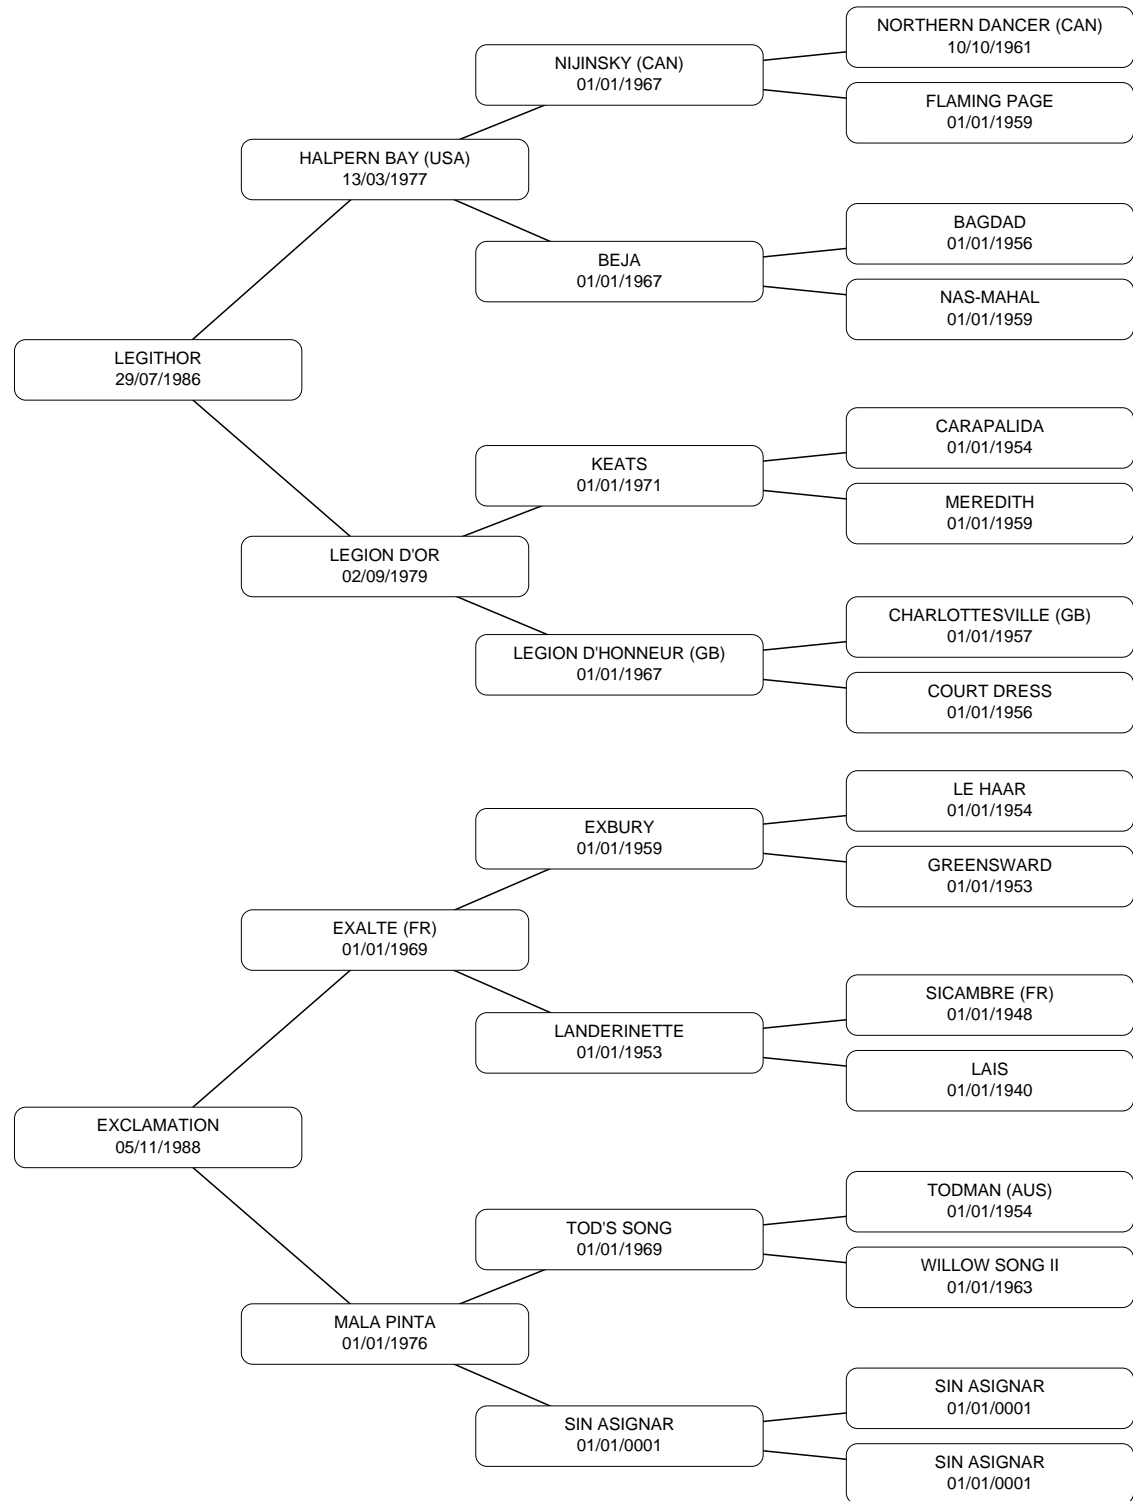 NORTHERN DANCER (CAN)
10/10/1961
NIJINSKY (CAN)
01/01/1967
FLAMING PAGE
01/01/1959
HALPERN BAY (USA)
13/03/1977
BAGDAD
01/01/1956
BEJA
01/01/1967
NAS-MAHAL
01/01/1959
LEGITHOR
29/07/1986
CARAPALIDA
01/01/1954
KEATS
01/01/1971
MEREDITH
01/01/1959
LEGION D'OR
02/09/1979
CHARLOTTESVILLE (GB)
01/01/1957
LEGION D'HONNEUR (GB)
01/01/1967
COURT DRESS
01/01/1956
LE HAAR
01/01/1954
EXBURY
01/01/1959
GREENSWARD
01/01/1953
EXALTE (FR)
01/01/1969
SICAMBRE (FR)
01/01/1948
LANDERINETTE
01/01/1953
LAIS
01/01/1940
EXCLAMATION
05/11/1988
TODMAN (AUS)
01/01/1954
TOD'S SONG
01/01/1969
WILLOW SONG II
01/01/1963
MALA PINTA
01/01/1976
SIN ASIGNAR
01/01/0001
SIN ASIGNAR
01/01/0001
SIN ASIGNAR
01/01/0001